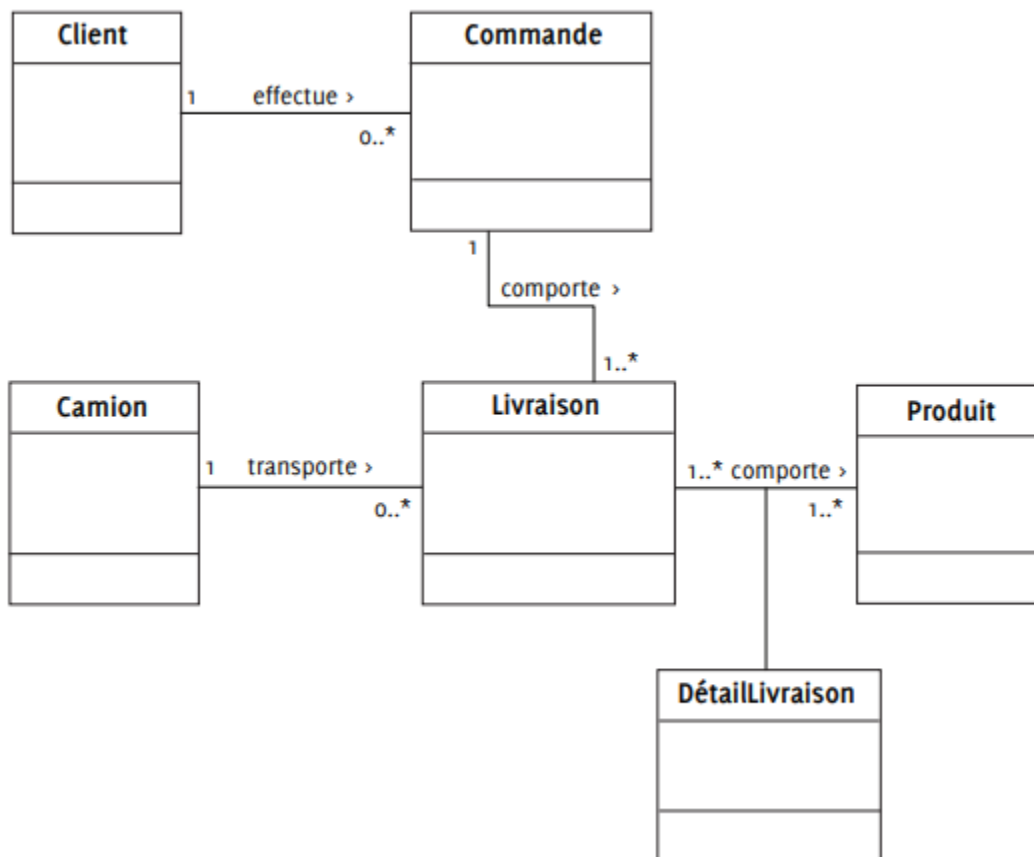 Client
Commande
1
effectue ›
0..*
1
comporte ›
1..*
Camion
Livraison
Produit
1
transporte ›
0..*
1..* comporte ›
1..*
DétailLivraison